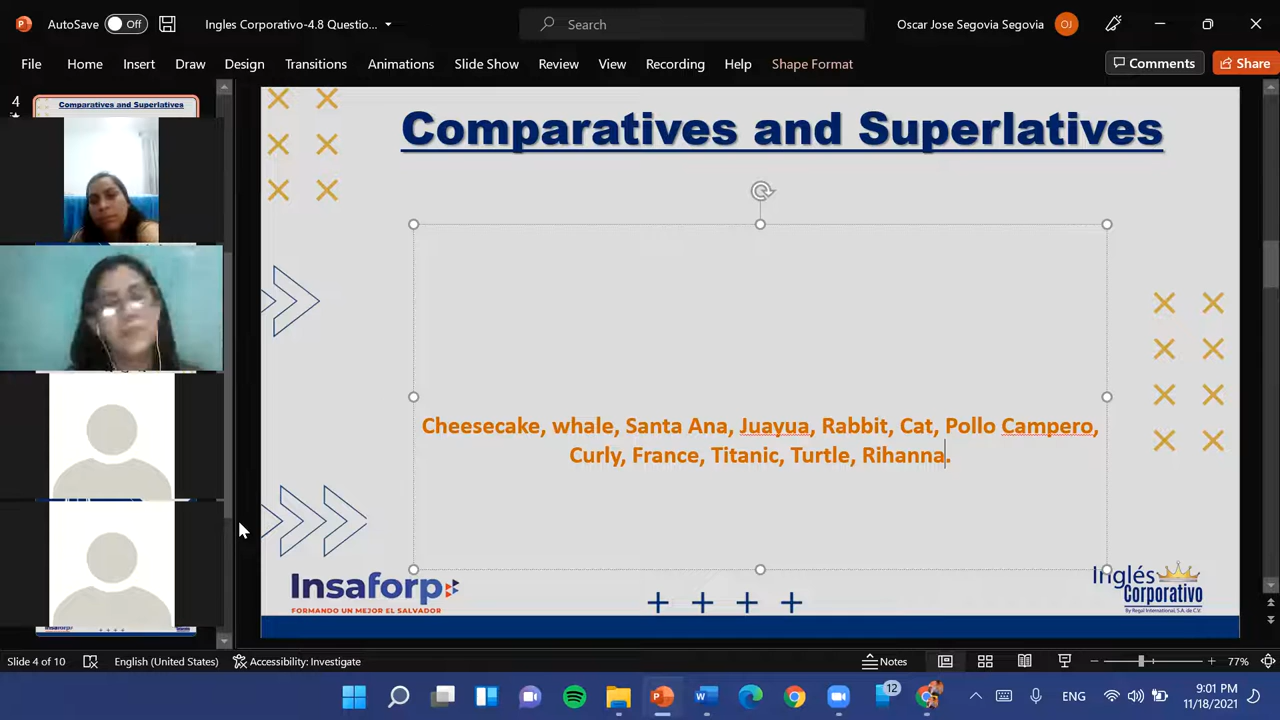 AutoSave Off
Ingles Corporativo-4.8 Questio...
Search
Oscar Jose Segovia Segovia OJ
File Home Insert Draw Design Transitions Animations Slide Show Review View Recording Help Shape Format
Comments Share
4
Comparatives and Superlatives
Comparatives and Superlatives
Cheesecake, whale, Santa Ana, Juayua, Rabbit, Cat, Pollo Campero,
Curly, France, Titanic, Turtle, Rihanna.
Insaforp
FORMANDO UN MEJOR EL SALVADOR
Inglés
Corporativo
By Regal International, S.A. de C.V.
Slide 4 of 10 English (United States) Accessibility: Investigate Notes 77%
12
ENG
9:01 PM
11/18/2021